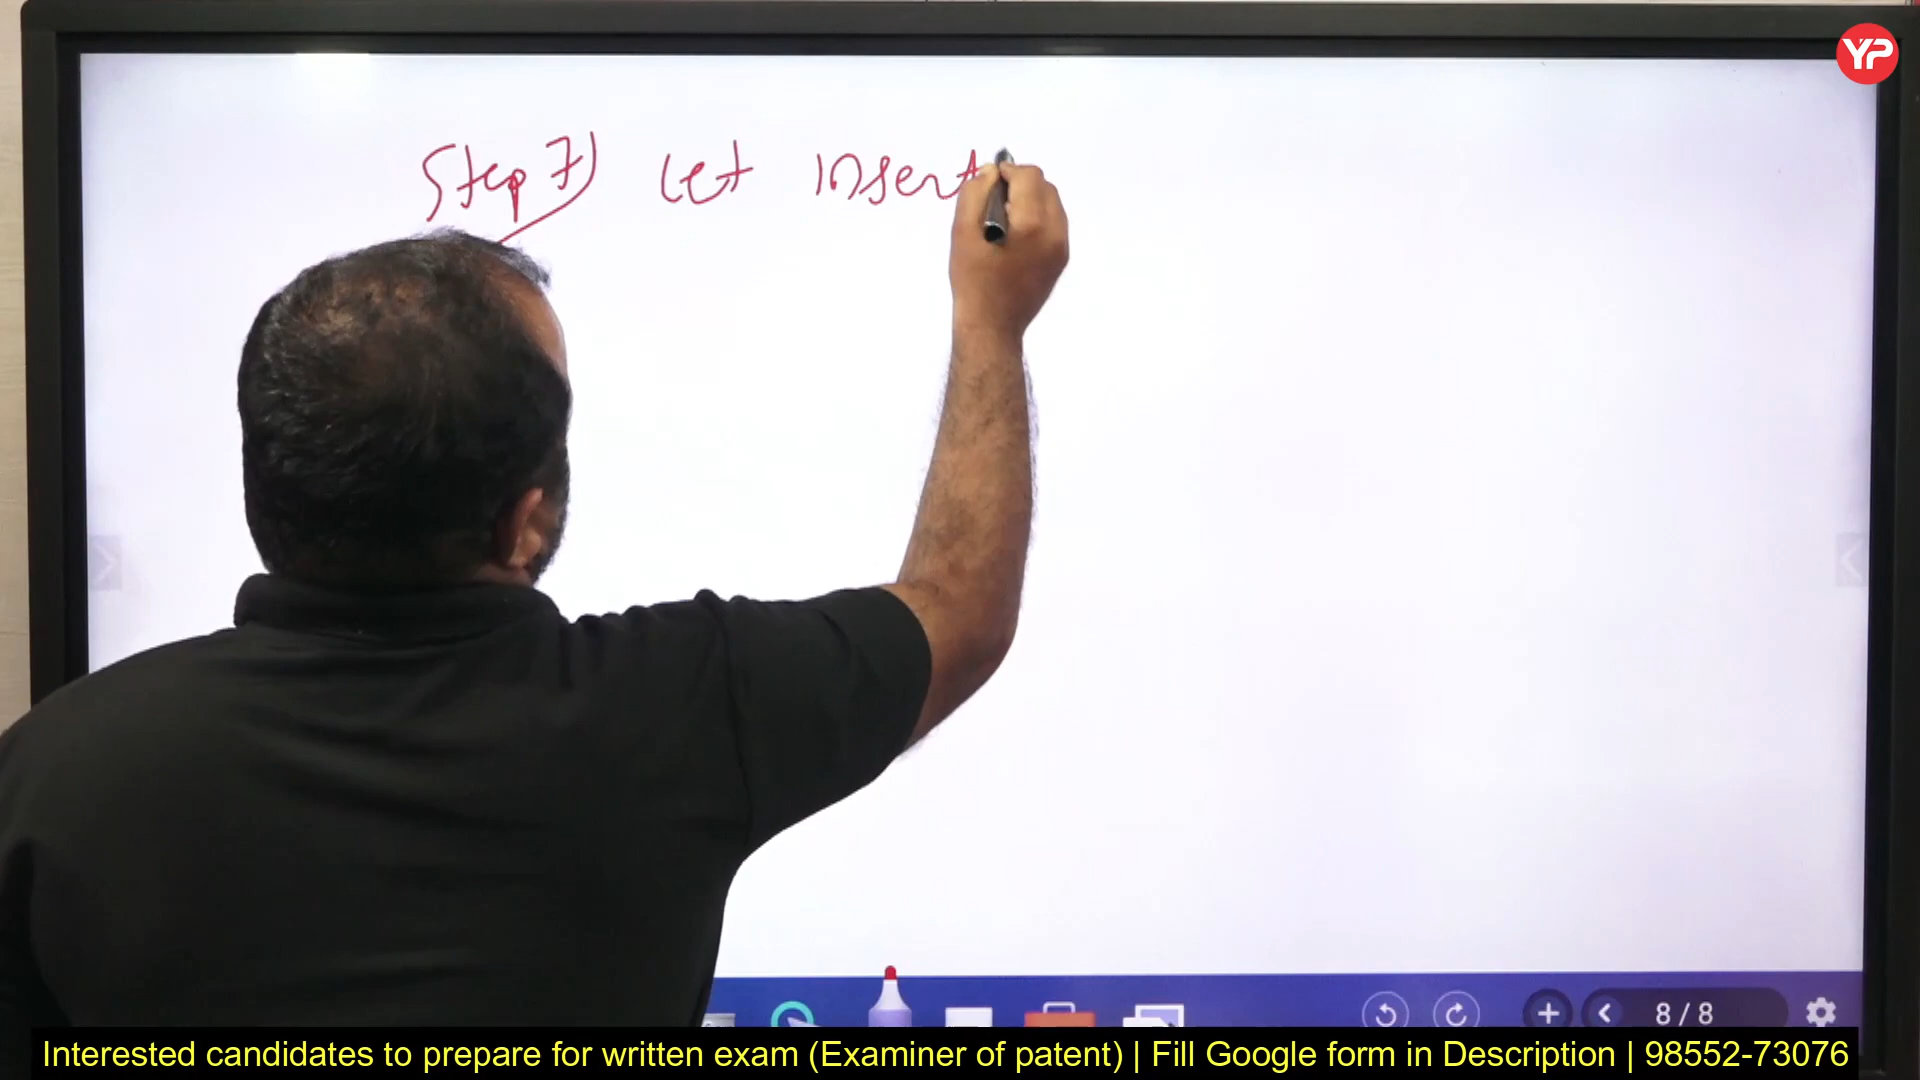 YP
Step 7) Let insert
8/8
Interested candidates to prepare for written exam (Examiner of patent) | Fill Google form in Description | 98552-73076